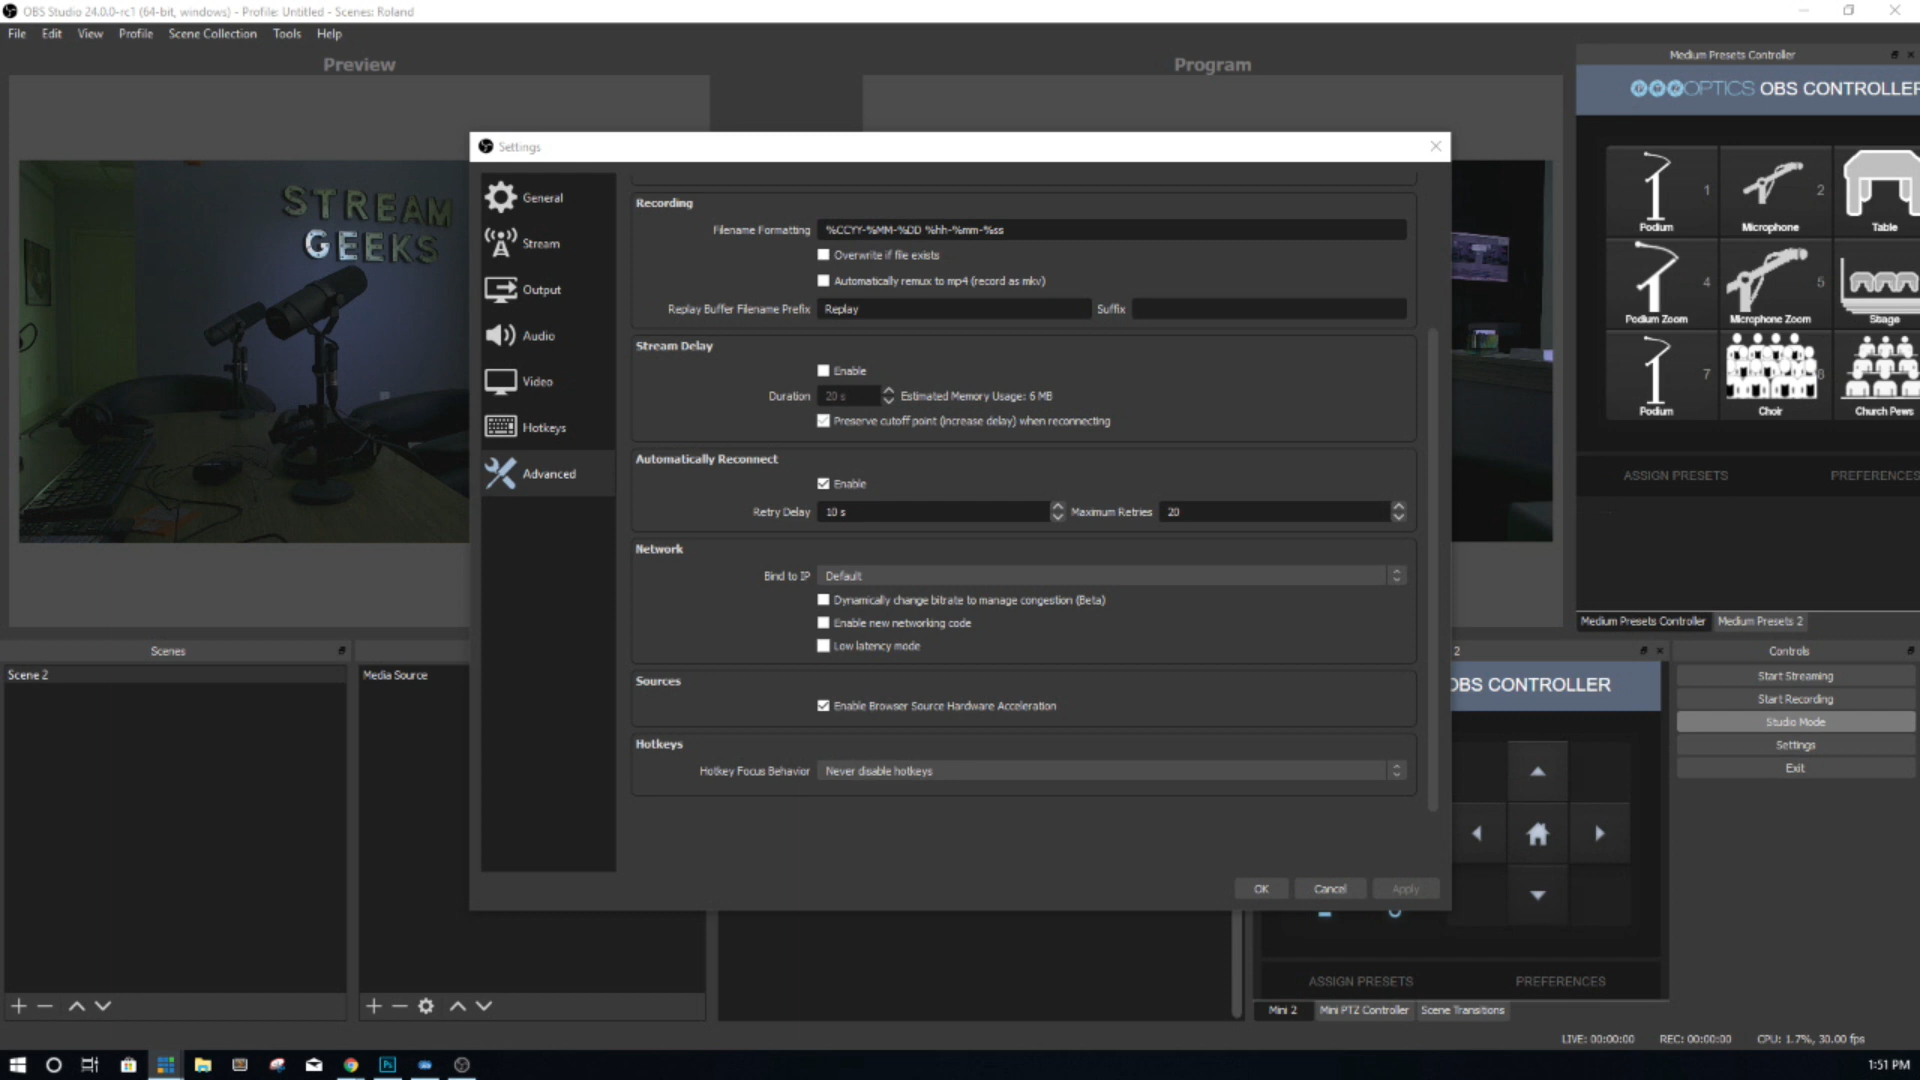 OBS Studio 24.0.0-rc1 (64-bit, windows) - Profile: Untitled - Scenes: Roland
File Edit View Profile Scene Collection Tools Help
Preview
Program
Medium Presets Controller
OPTICS OBS CONTROLLER
STREAM
GEEKS
Podium 1
Microphone 2
Table
Podium Zoom 4
Microphone Zoom 5
Stage
Podium 7
Choir 8
Church Pews
ASSIGN PRESETS PREFERENCES
Medium Presets Controller Medium Presets 2
Settings
General
Stream
Output
Audio
Video
Hotkeys
Advanced
Recording
Filename Formatting %CCYY-%MM-%DD %hh-%mm-%ss
Overwrite if file exists
Automatically remux to mp4 (record as mkv)
Replay Buffer Filename Prefix Replay Suffix
Stream Delay
Enable
Duration 20 s Estimated Memory Usage: 6 MB
Preserve cutoff point (increase delay) when reconnecting
Automatically Reconnect
Enable
Retry Delay 10 s Maximum Retries 20
Network
Bind to IP Default
Dynamically change bitrate to manage congestion (Beta)
Enable new networking code
Low latency mode
Sources
Enable Browser Source Hardware Acceleration
Hotkeys
Hotkey Focus Behavior Never disable hotkeys
OK Cancel Apply
Scenes
Scene 2
Media Source
2
OBS CONTROLLER
ASSIGN PRESETS PREFERENCES
Mini 2 Mini PTZ Controller Scene Transitions
Controls
Start Streaming
Start Recording
Studio Mode
Settings
Exit
LIVE: 00:00:00 REC: 00:00:00 CPU: 1.7%, 30.00 fps
Ps
1:51 PM